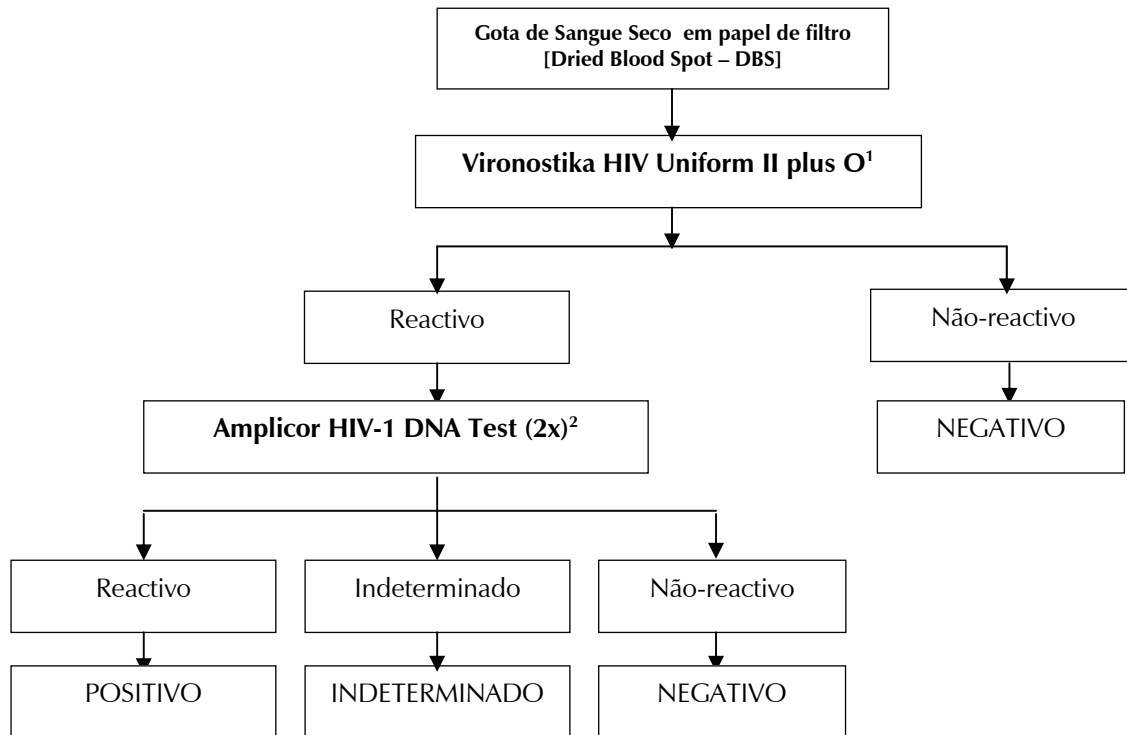 Gota de Sangue Seco em papel de filtro
[Dried Blood Spot – DBS]
Vironostika HIV Uniform II plus O¹
Reactivo
Não-reactivo
Amplicor HIV-1 DNA Test (2x)²
NEGATIVO
Reactivo
Indeterminado
Não-reactivo
POSITIVO
INDETERMINADO
NEGATIVO